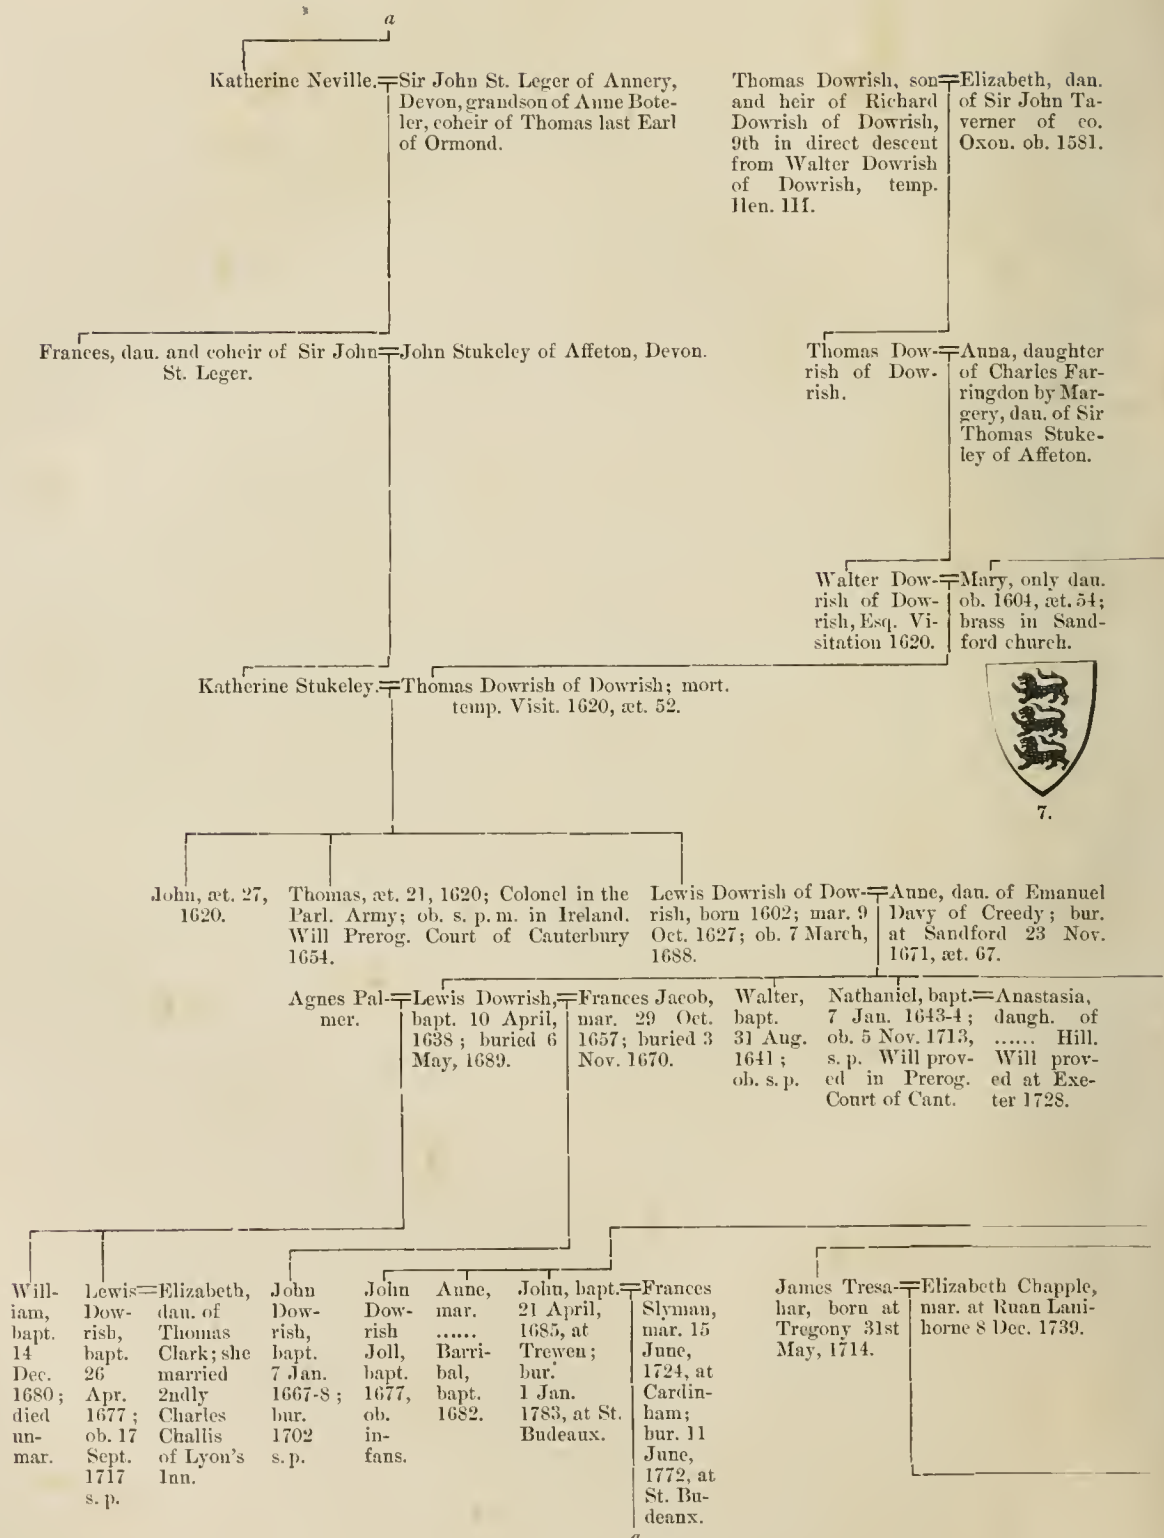 a
Katherine Neville.
Sir John St. Leger of Annery,
Devon, grandson of Anne Bote-
ler, coheir of Thomas last Earl
of Ormond.
Thomas Dowrish, son
and heir of Richard
Dowrish of Dowrish,
9th in direct descent
from Walter Dowrish
of Dowrish, temp.
Hen. III.
Elizabeth, dau.
of Sir John Ta-
verner of co.
Oxon. ob. 1581.
Frances, dau. and coheir of Sir John
St. Leger.
John Stukeley of Affeton, Devon.
Thomas Dow-
rish of Dow-
rish.
Anna, daughter
of Charles Far-
ringdon by Mar-
gery, dau. of Sir
Thomas Stuke-
ley of Affeton.
Walter Dow-
rish of Dow-
rish, Esq. Vi-
sitation 1620.
Mary, only dau.
ob. 1604, æt. 54;
brass in Sand-
ford church.
Katherine Stukeley.
Thomas Dowrish of Dowrish; mort.
temp. Visit. 1620, æt. 52.
7.
John, æt. 27,
1620.
Thomas, æt. 21, 1620; Colonel in the
Parl. Army; ob. s. p. m. in Ireland.
Will Prerog. Court of Canterbury
1654.
Lewis Dowrish of Dow-
rish, born 1602; mar. 9
Oct. 1627; ob. 7 March,
1688.
Anne, dau. of Emanuel
Davy of Creedy; bur.
at Sandford 23 Nov.
1671, æt. 67.
Agnes Pal-
mer.
Lewis Dowrish,
bapt. 10 April,
1638; buried 6
May, 1689.
Frances Jacob,
mar. 29 Oct.
1657; buried 3
Nov. 1670.
Walter,
bapt.
31 Aug.
1641;
ob. s. p.
Nathaniel, bapt.
7 Jan. 1643-4;
ob. 5 Nov. 1713,
s. p. Will prov-
ed in Prerog.
Court of Cant.
Anastasia,
daugh. of
...... Hill.
Will prov-
ed at Exe-
ter 1728.
Will-
iam,
bapt.
14
Dec.
1680;
died
un-
mar.
Lewis
Dow-
rish,
bapt.
26
Apr.
1677;
ob. 17
Sept.
1717
s. p.
Elizabeth,
dau. of
Thomas
Clark; she
married
2ndly
Charles
Challis
of Lyon's
Inn.
John
Dow-
rish,
bapt.
7 Jan.
1667-8;
bur.
1702
s. p.
John
Dow-
rish
Joll,
bapt.
1677,
ob.
in-
fans.
Anne,
mar.
......
Barri-
bal,
bapt.
1682.
John, bapt.
21 April,
1685, at
Trewen;
bur.
1 Jan.
1783, at St.
Budeaux.
Frances
Slyman,
mar. 15
June,
1724, at
Cardin-
ham;
bur. 11
June,
1772, at
St. Bu-
deaux.
James Tresa-
har, born at
Tregony 31st
May, 1714.
Elizabeth Chapple,
mar. at Ruan Lani-
horne 8 Dec. 1739.
a